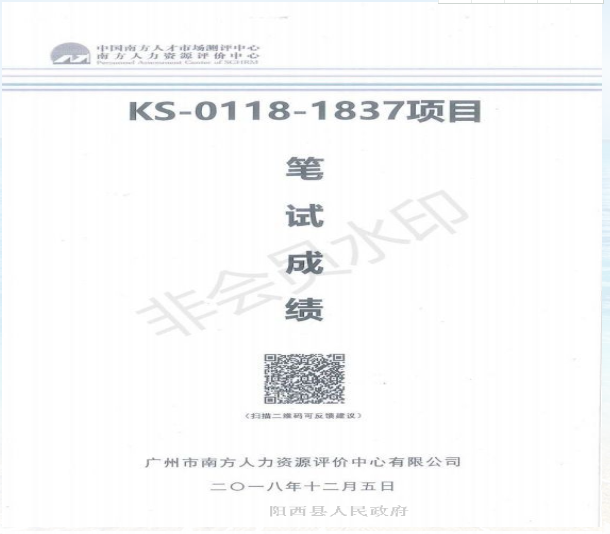 中国南方人才市场测评中心
南方人力资源评价中心
Personnel Assessment Center of SCHRM
KS-0118-1837项目
笔
试
成
绩
非会员水印
(扫描二维码可反馈建议)
广州市南方人力资源评价中心有限公司
二〇一八年十二月五日
阳西县人民政府